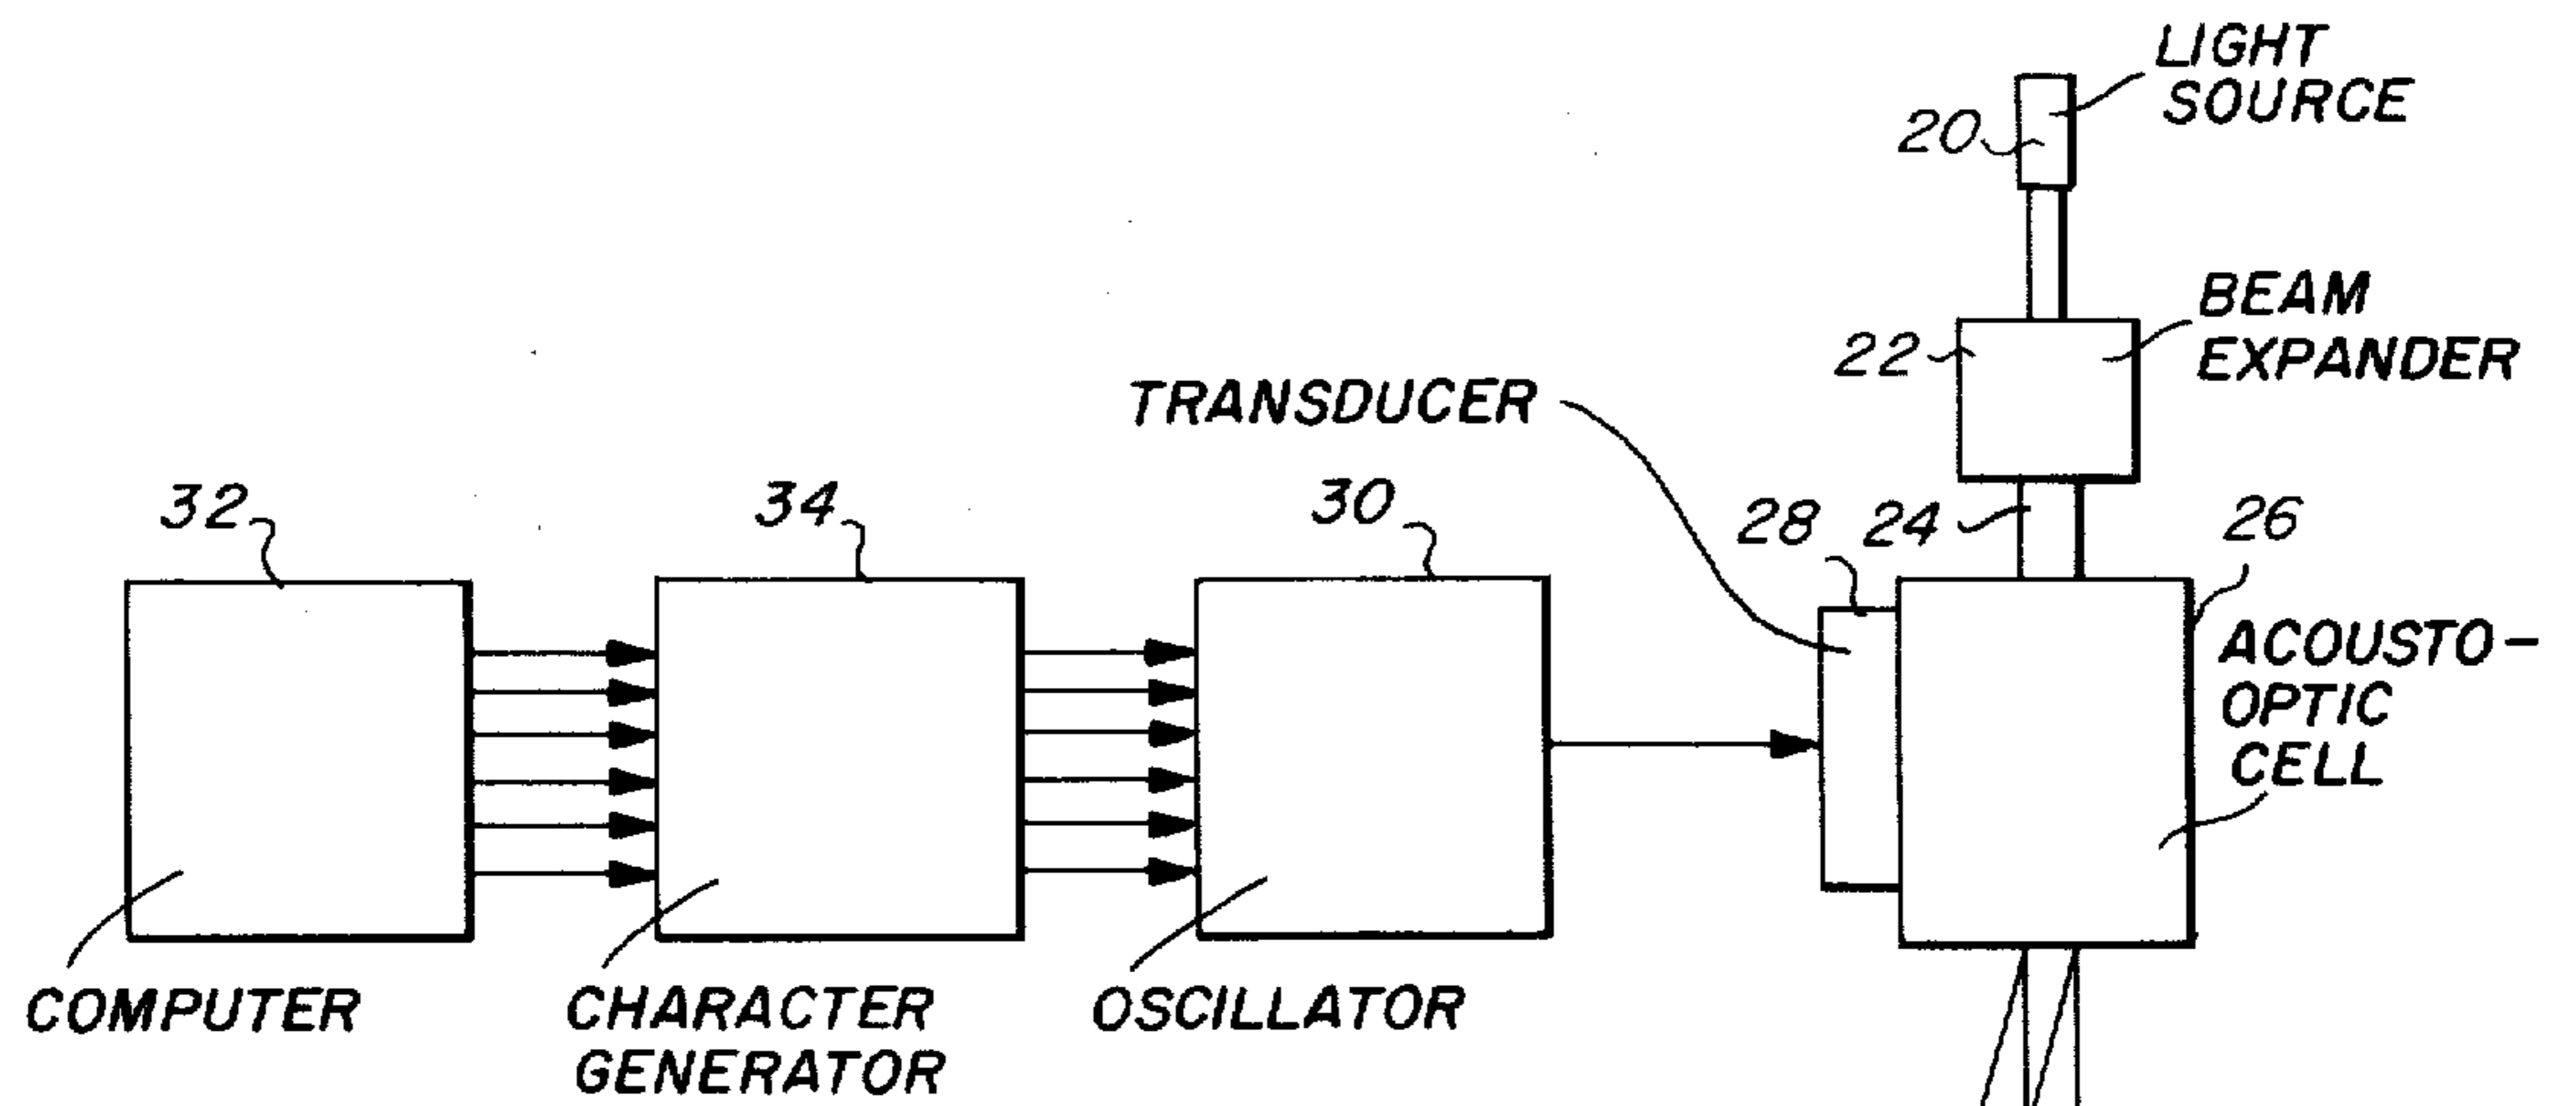 LIGHT
SOURCE
20
BEAM
EXPANDER
22
TRANSDUCER
32
34
30
28
24
26
ACOUSTO-
OPTIC
CELL
COMPUTER
CHARACTER
GENERATOR
OSCILLATOR